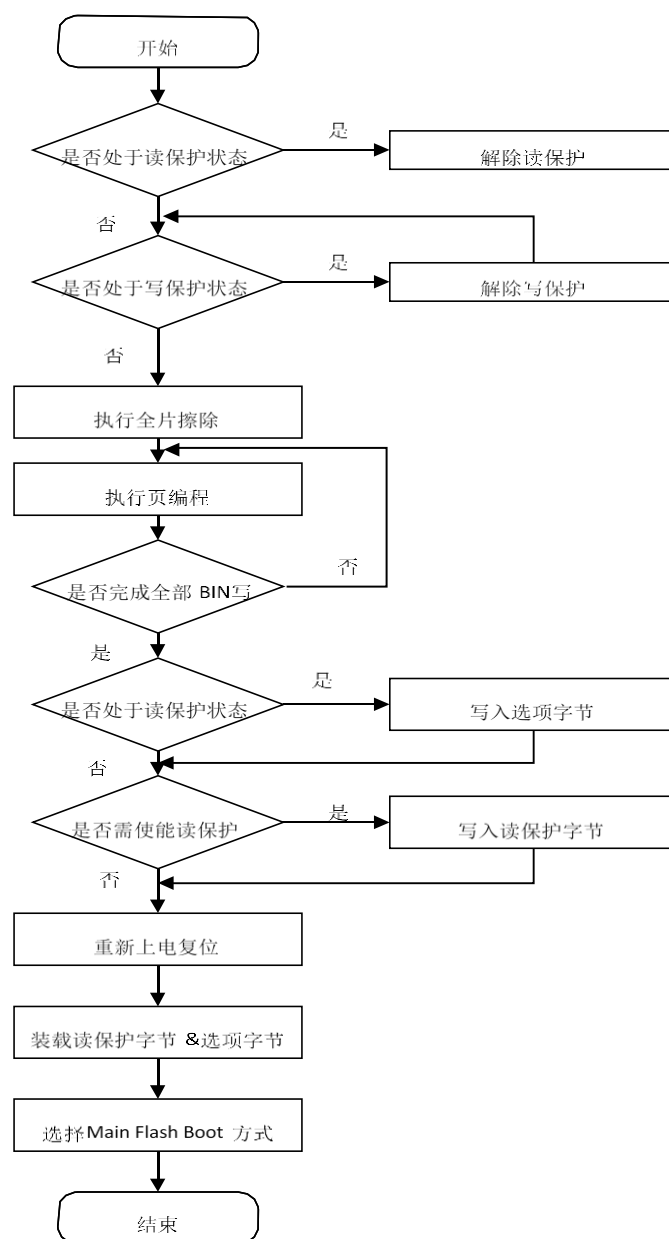 开始
是否处于读保护状态
是
解除读保护
否
是否处于写保护状态
是
解除写保护
否
执行全片擦除
执行页编程
是否完成全部 BIN写
否
是
是否处于读保护状态
是
写入选项字节
否
是否需使能读保护
是
写入读保护字节
否
重新上电复位
装载读保护字节 &选项字节
选择Main Flash Boot 方式
结束